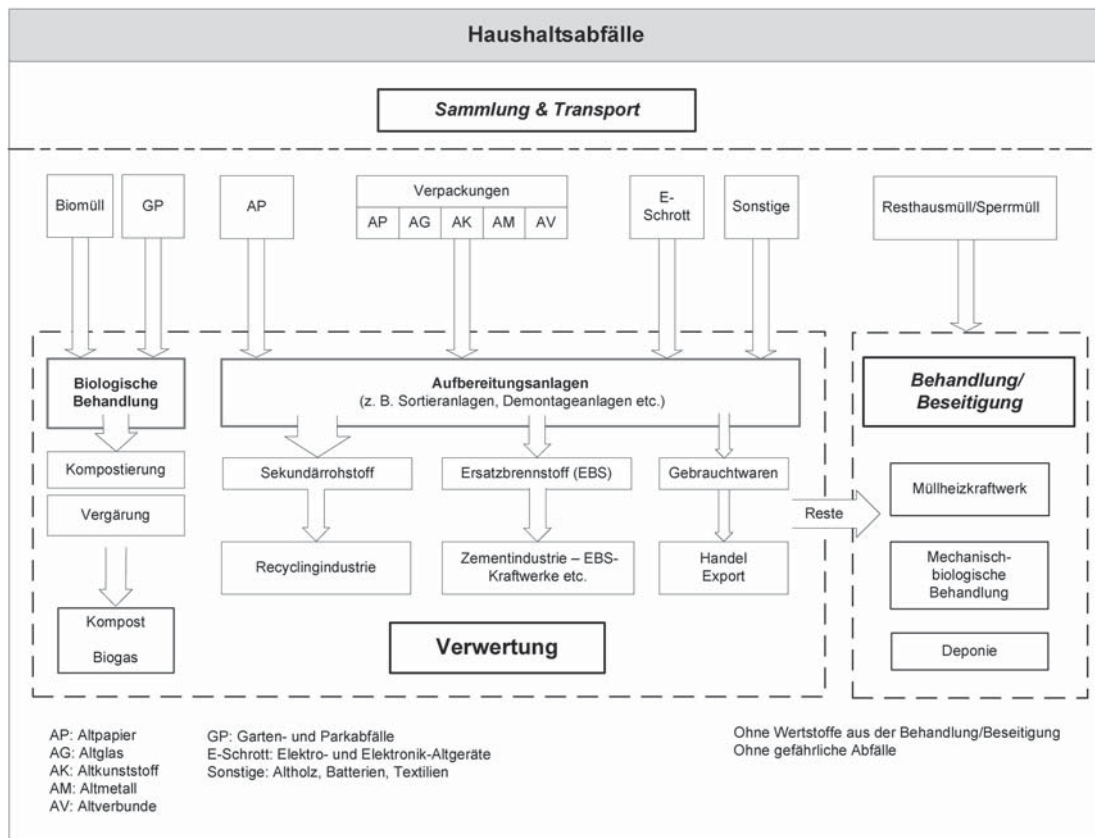 Haushaltsabfälle
Sammlung & Transport
Biomüll
GP
AP
Verpackungen
AP
AG
AK
AM
AV
E-
Schrott
Sonstige
Resthausmüll/Sperrmüll
Biologische
Behandlung
Aufbereitungsanlagen
(z. B. Sortieranlagen, Demontageanlagen etc.)
Behandlung/
Beseitigung
Kompostierung
Vergärung
Sekundärrohstoff
Ersatzbrennstoff (EBS)
Gebrauchtwaren
Reste
Müllheizkraftwerk
Recyclingindustrie
Zementindustrie – EBS-
Kraftwerke etc.
Handel
Export
Mechanisch-
biologische
Behandlung
Kompost
Biogas
Verwertung
Deponie
AP: Altpapier
AG: Altglas
AK: Altkunststoff
AM: Altmetall
AV: Altverbunde
GP: Garten- und Parkabfälle
E-Schrott: Elektro- und Elektronik-Altgeräte
Sonstige: Altholz, Batterien, Textilien
Ohne Wertstoffe aus der Behandlung/Beseitigung
Ohne gefährliche Abfälle